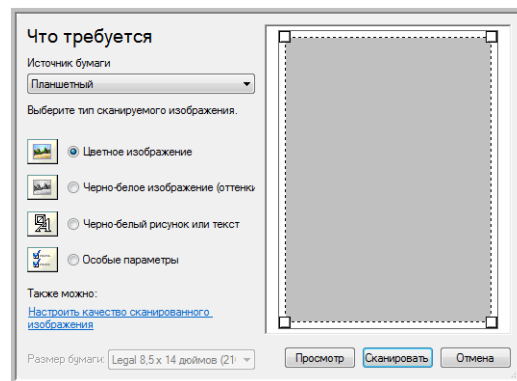 Что требуется
Источник бумаги
Планшетный
Выберите тип сканируемого изображения.
Цветное изображение
Черно-белое изображение (оттенки
Черно-белый рисунок или текст
Особые параметры
Также можно:
Настроить качество сканированного
изображения
Размер бумаги: Legal 8,5 x 14 дюймов (21
Просмотр Сканировать Отмена